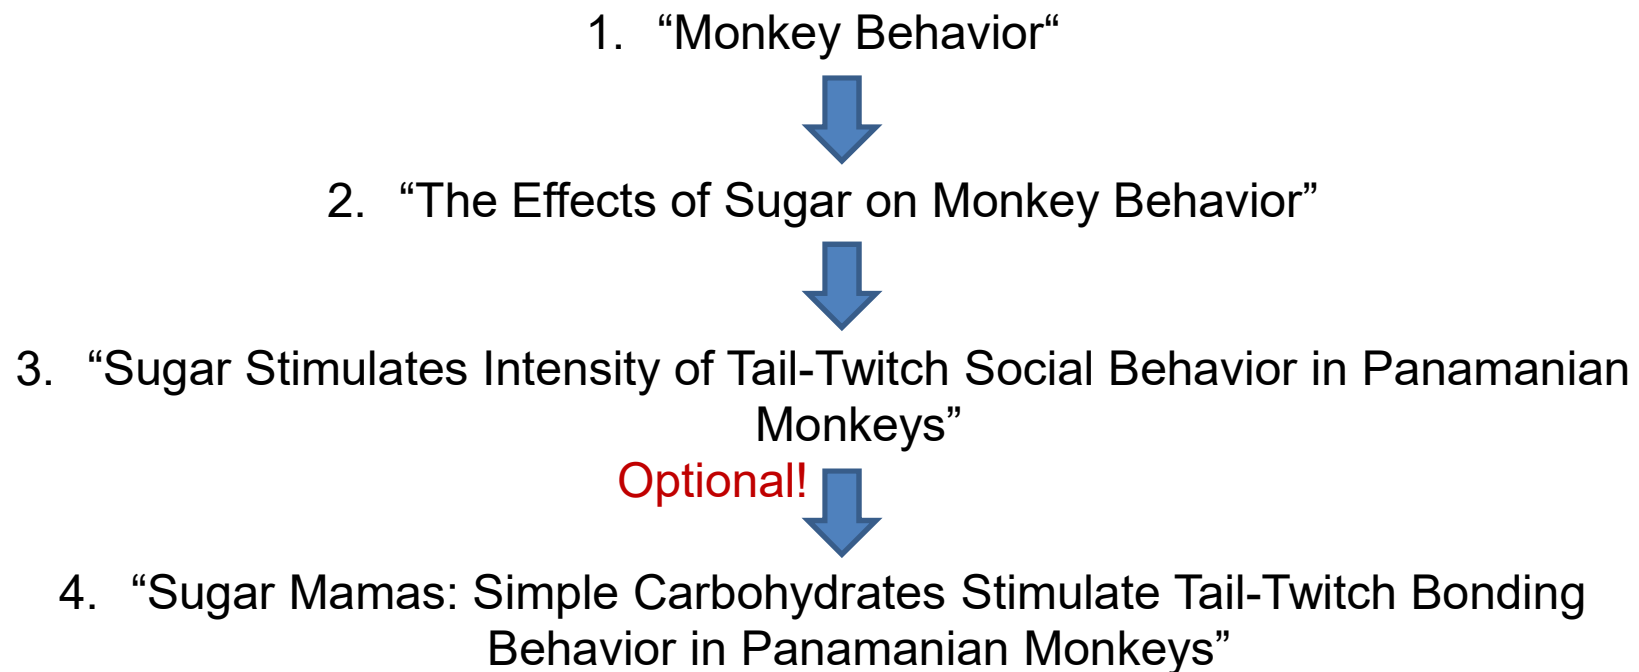 1. “Monkey Behavior“
2. “The Effects of Sugar on Monkey Behavior”
3. “Sugar Stimulates Intensity of Tail-Twitch Social Behavior in Panamanian
Monkeys”
Optional!
4. “Sugar Mamas: Simple Carbohydrates Stimulate Tail-Twitch Bonding
Behavior in Panamanian Monkeys”